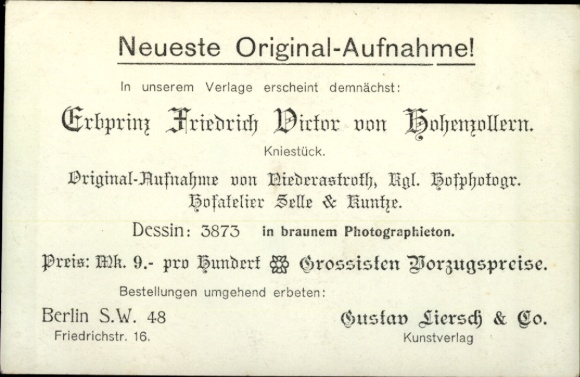 Neueste Original-Aufnahme!
In unserem Verlage erscheint demnächst:
Erbprinz Friedrich Victor von Hohenzollern.
Kniestück.
Original-Aufnahme von Niederastroth, Kgl. Hofphotogr.
Hofatelier Selle & Kuntze.
Dessin: 3873 in braunem Photographieton.
Preis: Mk. 9.- pro Hundert Grossisten Vorzugspreise.
Bestellungen umgehend erbeten:
Berlin S.W. 48 Gustav Liersch & Co.
Friedrichstr. 16. Kunstverlag